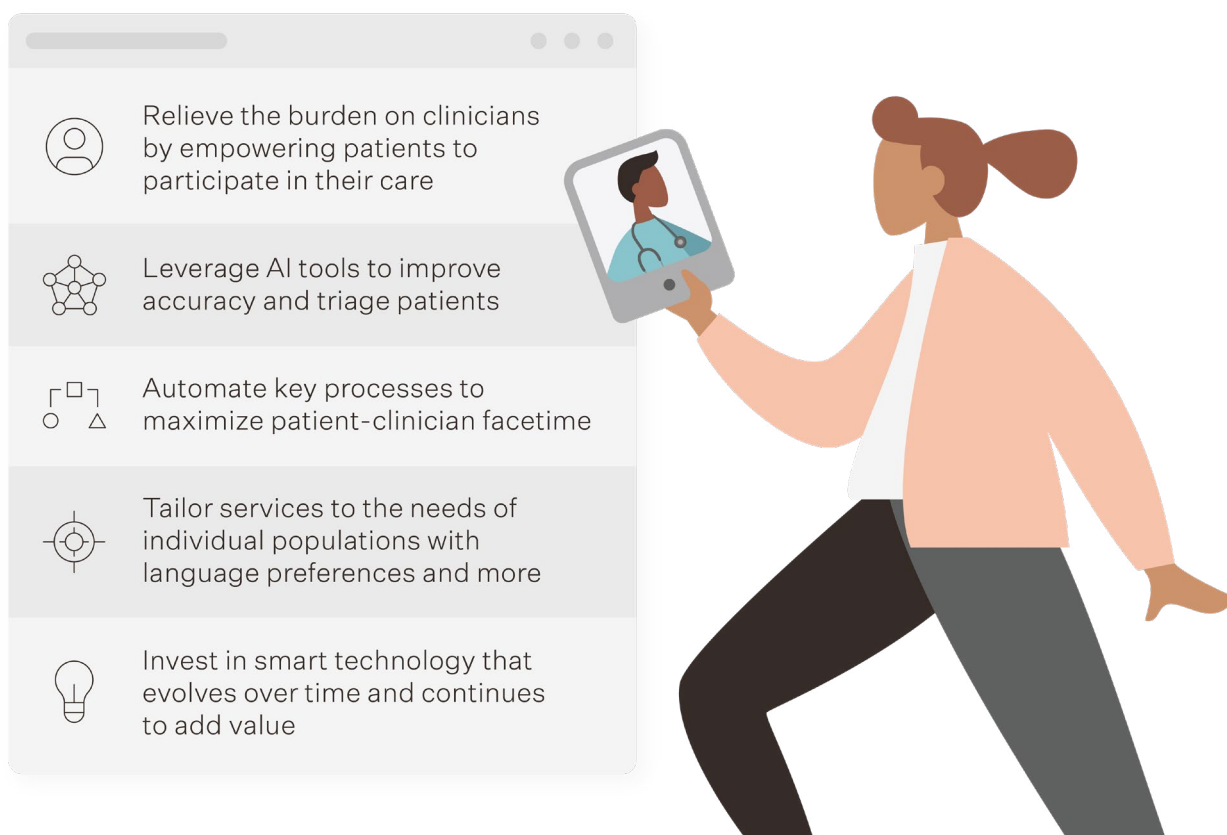 Relieve the burden on clinicians
by empowering patients to
participate in their care
Leverage AI tools to improve
accuracy and triage patients
Automate key processes to
maximize patient-clinician facetime
Tailor services to the needs of
individual populations with
language preferences and more
Invest in smart technology that
evolves over time and continues
to add value